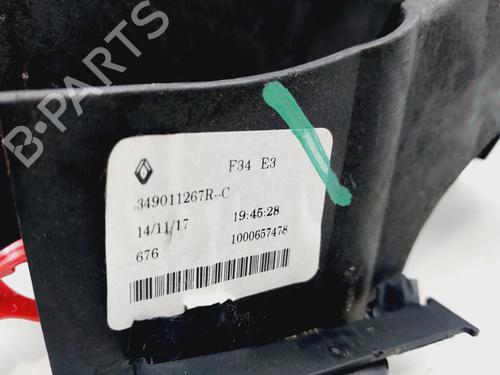 B-PARTS
F34 E3
349011267R--C
14/11/17 19:45:28
676 1000657478